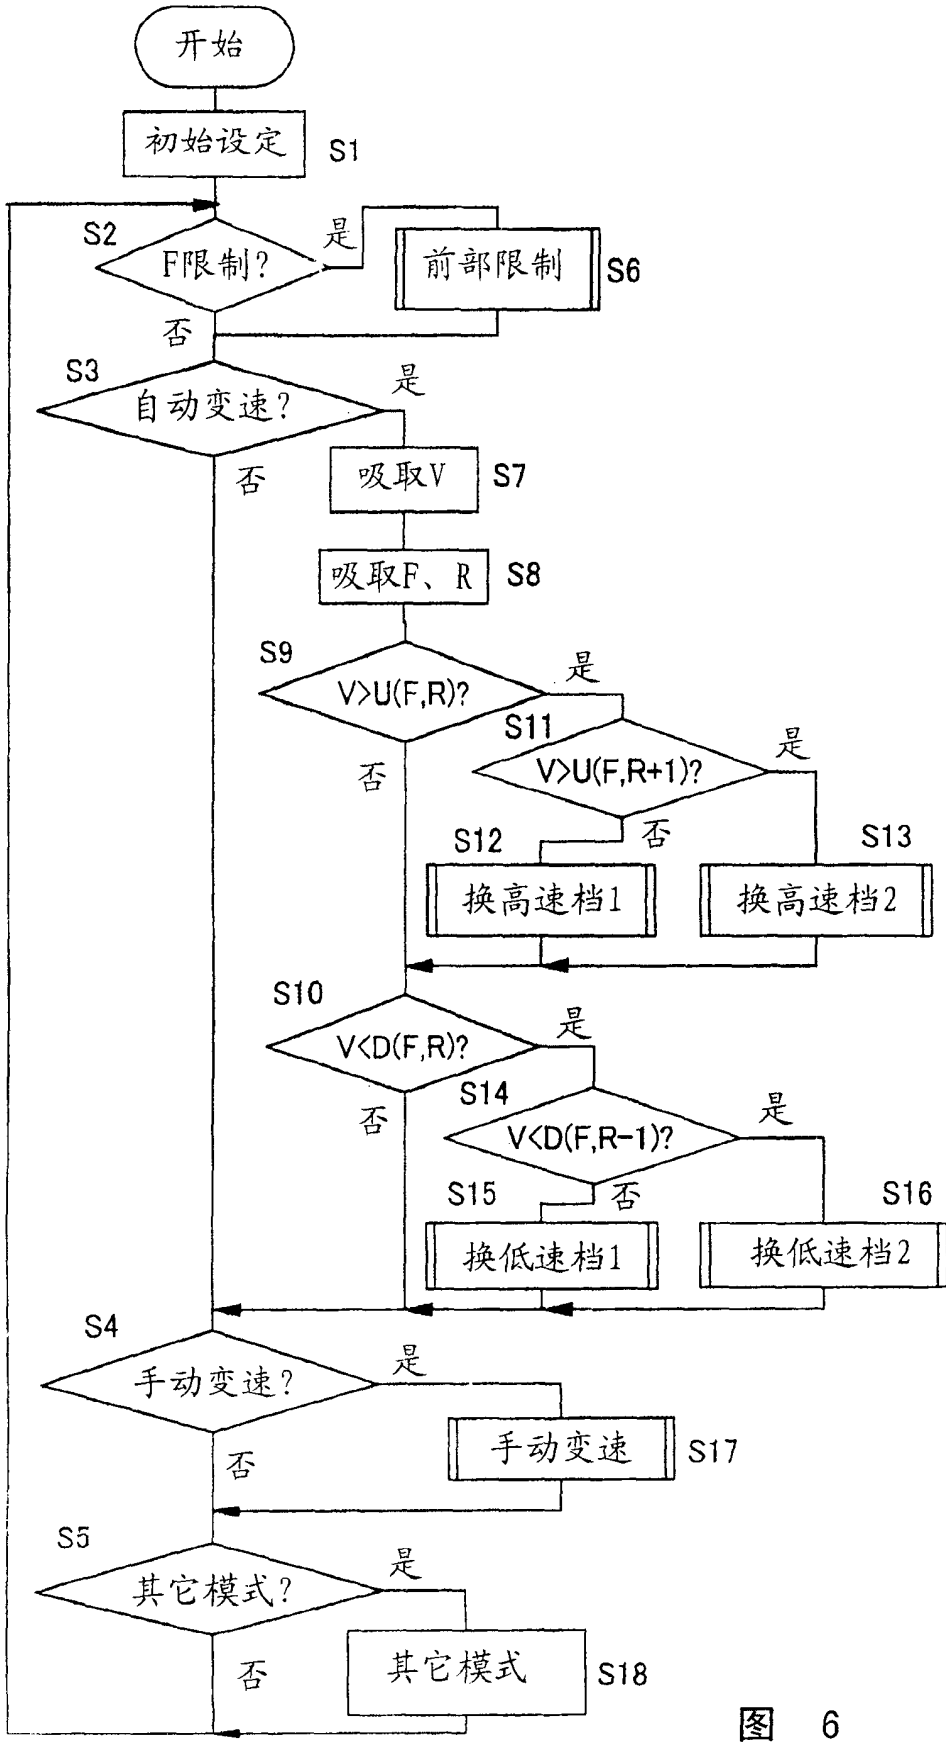 开始
初始设定
S1
S2
F限制?
是
前部限制
S6
否
S3
自动变速?
是
否
吸取V
S7
吸取F、R
S8
S9
V>U(F,R)?
是
否
S11
V>U(F,R+1)?
是
否
S12
换高速档1
S13
换高速档2
S10
V<D(F,R)?
是
否
S14
V<D(F,R-1)?
是
否
S15
换低速档1
S16
换低速档2
S4
手动变速?
是
手动变速
S17
否
S5
其它模式?
是
其它模式
S18
否
图 6